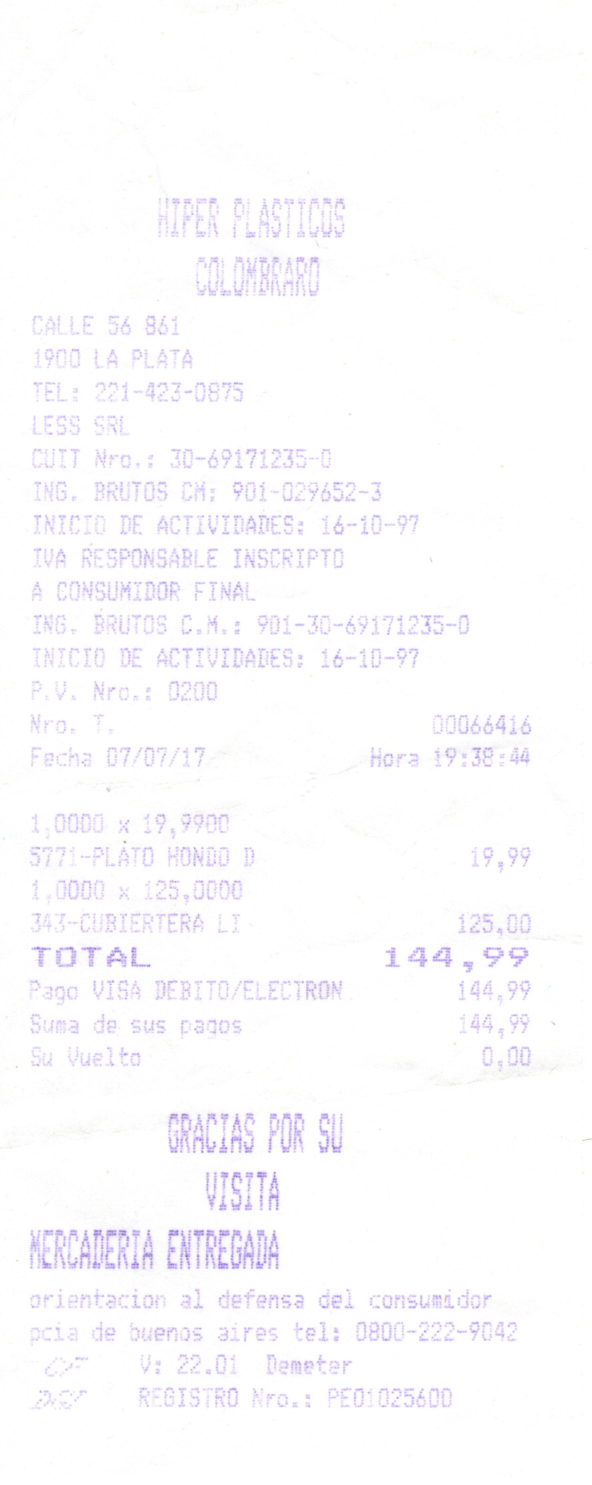 HIPER PLASTICOS
COLOMBRARO
CALLE 56 861
1900 LA PLATA
TEL: 221-423-0875
LESS SRL
CUIT Nro.: 30-69171235-0
ING. BRUTOS CM: 901-029652-3
INICIO DE ACTIVIDADES: 16-10-97
IVA RESPONSABLE INSCRIPTO
A CONSUMIDOR FINAL
ING. BRUTOS C.M.: 901-30-69171235-0
INICIO DE ACTIVIDADES: 16-10-97
P.V. Nro.: 0200
Nro. T. 00066416
Fecha 07/07/17 Hora 19:38:44
1,0000 x 19,9900
5771-PLATO HONDO D 19,99
1,0000 x 125,0000
343-CUBIERTERA LI 125,00
TOTAL 144,99
Pago VISA DEBITO/ELECTRON 144,99
Suma de sus pagos 144,99
Su Vuelto 0,00
GRACIAS POR SU
VISITA
MERCADERIA ENTREGADA
orientacion al defensa del consumidor
pcia de buenos aires tel: 0800-222-9042
CF V: 22.01 Demeter
DGI REGISTRO Nro.: PE01025600